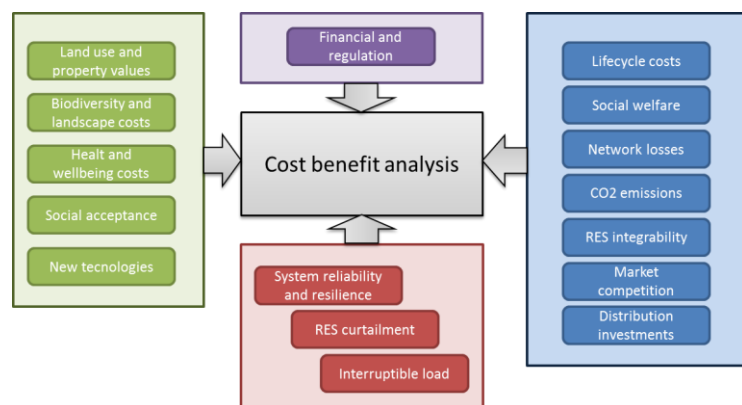 Land use and
property values
Biodiversity and
landscape costs
Healt and
wellbeing costs
Social acceptance
New tecnologies
Financial and
regulation
Cost benefit analysis
System reliability
and resilience
RES curtailment
Interruptible load
Lifecycle costs
Social welfare
Network losses
CO2 emissions
RES integrability
Market
competition
Distribution
investments